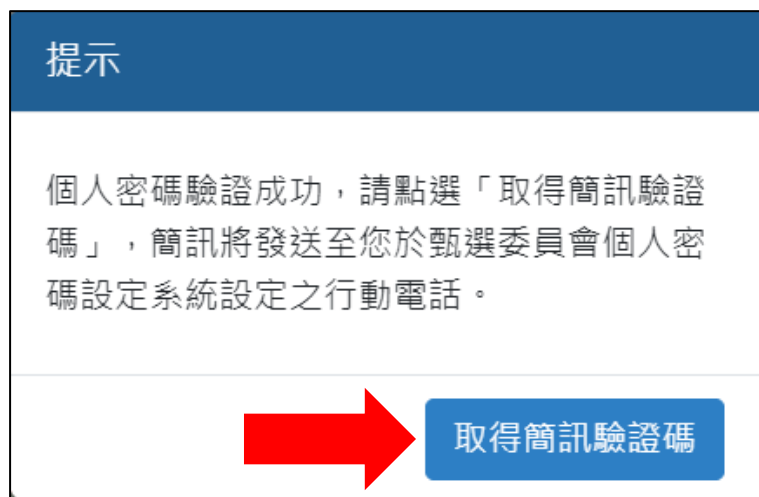 提示
個人密碼驗證成功，請點選「取得簡訊驗證
碼」，簡訊將發送至您於甄選委員會個人密
碼設定系統設定之行動電話。
取得簡訊驗證碼